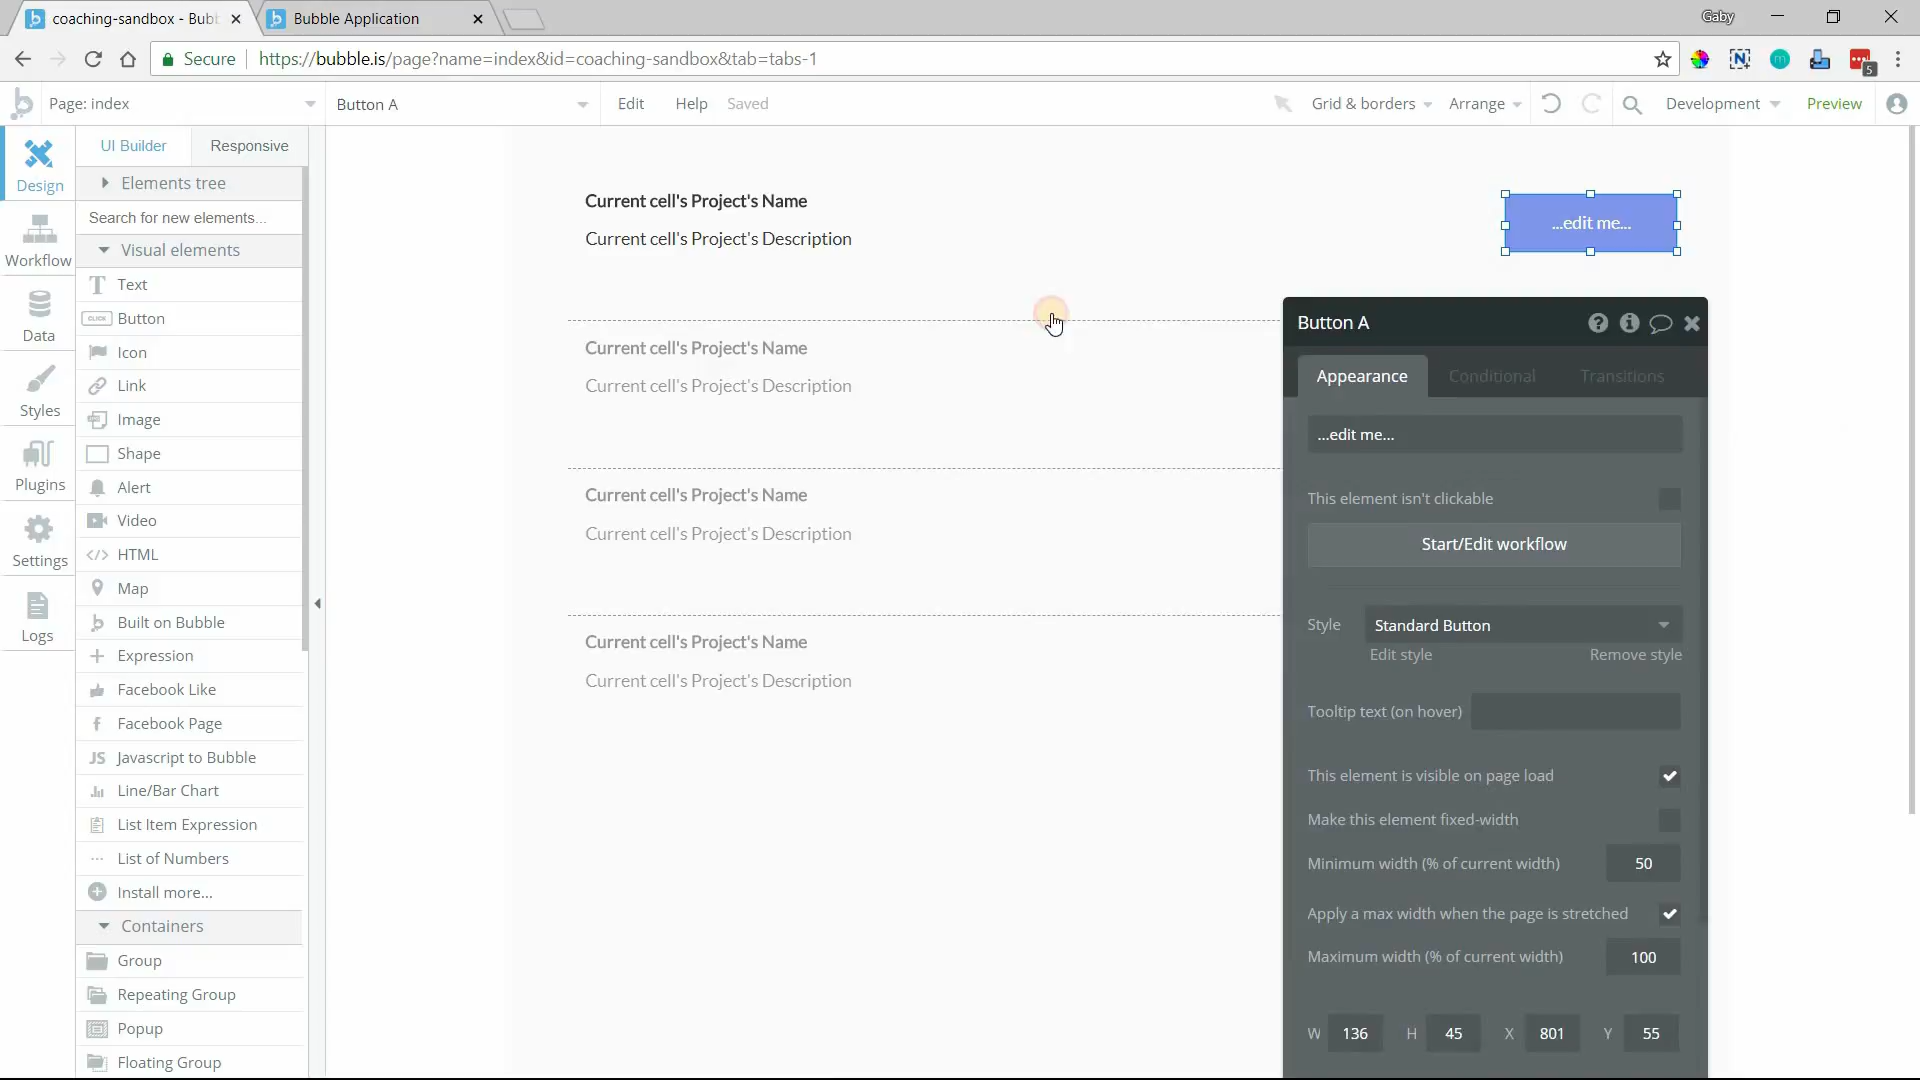 coaching-sandbox - Bubb
Bubble Application
Gaby
Secure
https://bubble.is/page?name=index&id=coaching-sandbox&tab=tabs-1
5
Page: index
Button A
Edit
Help
Saved
Grid & borders
Arrange
Development
Preview
Design
Workflow
Data
Styles
Plugins
Settings
Logs
UI Builder
Responsive
Elements tree
Search for new elements...
Visual elements
Text
CLICK
Button
Icon
Link
Image
Shape
Alert
Video
HTML
Map
Built on Bubble
Expression
Facebook Like
Facebook Page
JS Javascript to Bubble
Line/Bar Chart
List Item Expression
List of Numbers
Install more...
Containers
Group
Repeating Group
Popup
Floating Group
Current cell's Project's Name
Current cell's Project's Description
...edit me...
Current cell's Project's Name
Current cell's Project's Description
Current cell's Project's Name
Current cell's Project's Description
Current cell's Project's Name
Current cell's Project's Description
Button A
Appearance
Conditional
Transitions
...edit me...
This element isn't clickable
Start/Edit workflow
Style
Standard Button
Edit style
Remove style
Tooltip text (on hover)
This element is visible on page load
Make this element fixed-width
Minimum width (% of current width)
50
Apply a max width when the page is stretched
Maximum width (% of current width)
100
W 136 H 45 X 801 Y 55